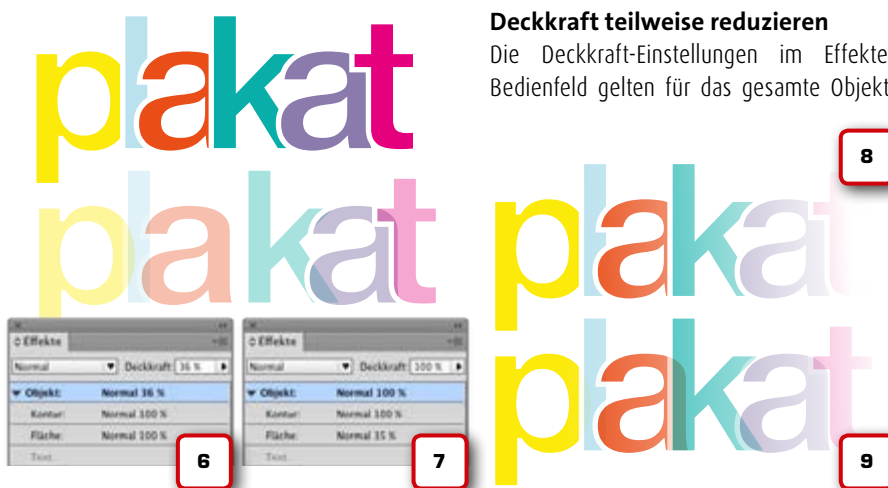 plakat
plakat
Effekte
Normal Deckkraft: 36 %
Objekt: Normal 36 %
Kontur: Normal 100 %
Fläche: Normal 100 %
Text:
6
Effekte
Normal Deckkraft: 100 %
Objekt: Normal 100 %
Kontur: Normal 100 %
Fläche: Normal 35 %
Text:
7
Deckkraft teilweise reduzieren
Die Deckkraft-Einstellungen im Effekte
Bedienfeld gelten für das gesamte Objekt
8
plakat
plakat
9